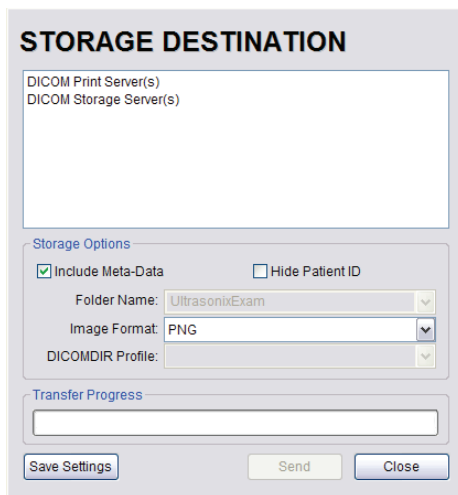 STORAGE DESTINATION
DICOM Print Server(s)
DICOM Storage Server(s)
Storage Options
Include Meta-Data Hide Patient ID
Folder Name: UltrasonixExam
Image Format: PNG
DICOMDIR Profile:
Transfer Progress
Save Settings Send Close